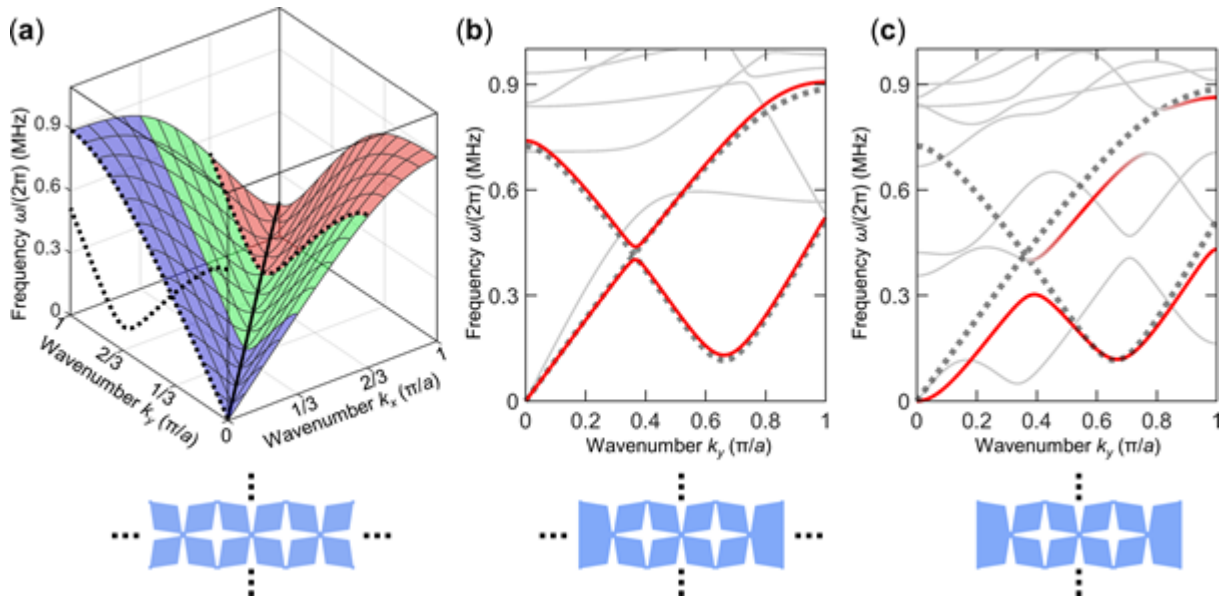 (a)
Frequency ω/(2π) (MHz)
0.9
0.6
0.3
0
1
2/3
1/3
0
Wavenumber k_y (π/a)
1/3
2/3
1
Wavenumber k_x (π/a)
(b)
Frequency ω/(2π) (MHz)
0.9
0.6
0.3
0
0 0.2 0.4 0.6 0.8 1
Wavenumber k_y (π/a)
(c)
Frequency ω/(2π) (MHz)
0.9
0.6
0.3
0
0 0.2 0.4 0.6 0.8 1
Wavenumber k_y (π/a)